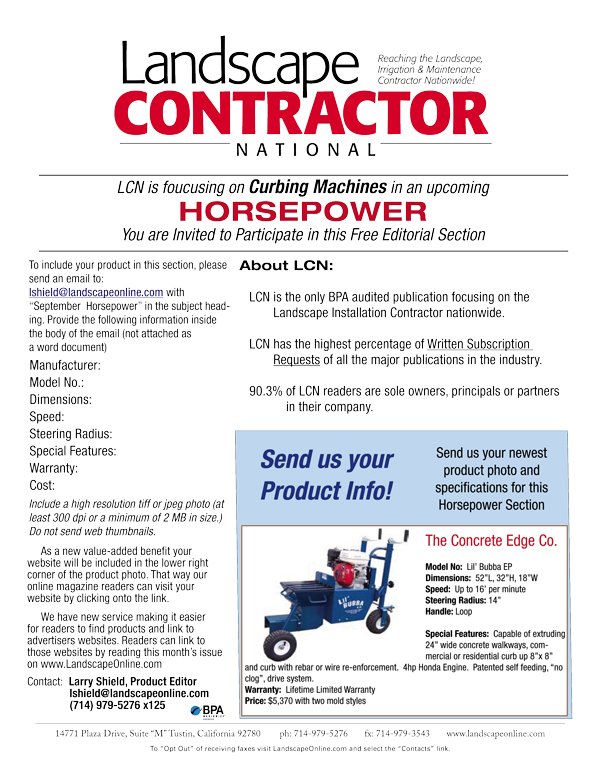 Landscape
CONTRACTOR
NATIONAL
Reaching the Landscape,
Irrigation & Maintenance
Contractor Nationwide!
LCN is foucusing on Curbing Machines in an upcoming
HORSEPOWER
You are Invited to Participate in this Free Editorial Section
To include your product in this section, please
send an email to:
lshield@landscapeonline.com with
“September Horsepower” in the subject head-
ing. Provide the following information inside
the body of the email (not attached as
a word document)
Manufacturer:
Model No.:
Dimensions:
Speed:
Steering Radius:
Special Features:
Warranty:
Cost:
Include a high resolution tiff or jpeg photo (at
least 300 dpi or a minimum of 2 MB in size.)
Do not send web thumbnails.
As a new value-added benefit your
website will be included in the lower right
corner of the product photo. That way our
online magazine readers can visit your
website by clicking onto the link.
We have new service making it easier
for readers to find products and link to
advertisers websites. Readers can link to
those websites by reading this month's issue
on www.LandscapeOnline.com
Contact: Larry Shield, Product Editor
lshield@landscapeonline.com
(714) 979-5276 x125
BPA
About LCN:
LCN is the only BPA audited publication focusing on the
Landscape Installation Contractor nationwide.
LCN has the highest percentage of Written Subscription
Requests of all the major publications in the industry.
90.3% of LCN readers are sole owners, principals or partners
in their company.
Send us your
Product Info!
Send us your newest
product photo and
specifications for this
Horsepower Section
LIL' BUBBA
The Concrete Edge Co.
Model No: Lil' Bubba EP
Dimensions: 52"L, 32"H, 18"W
Speed: Up to 16' per minute
Steering Radius: 14"
Handle: Loop
Special Features: Capable of extruding
24" wide concrete walkways, com-
mercial or residential curb up 8"x 8"
and curb with rebar or wire re-enforcement. 4hp Honda Engine. Patented self feeding, "no
clog", drive system.
Warranty: Lifetime Limited Warranty
Price: $5,370 with two mold styles
14771 Plaza Drive, Suite “M” Tustin, California 92780 ph: 714-979-5276 fx: 714-979-3543 www.landscapeonline.com
To "Opt Out" of receiving faxes visit LandscapeOnline.com and select the "Contacts" link.